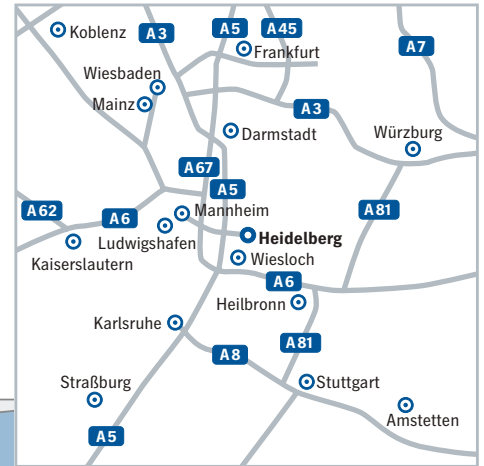 Koblenz
A3
A5
A45
A7
Frankfurt
Wiesbaden
Mainz
A3
Darmstadt
Würzburg
A67
A5
A62
A6
Mannheim
A81
Ludwigshafen
Heidelberg
Kaiserslautern
Wiesloch
A6
Heilbronn
Karlsruhe
A81
A8
Straßburg
Stuttgart
Amstetten
A5